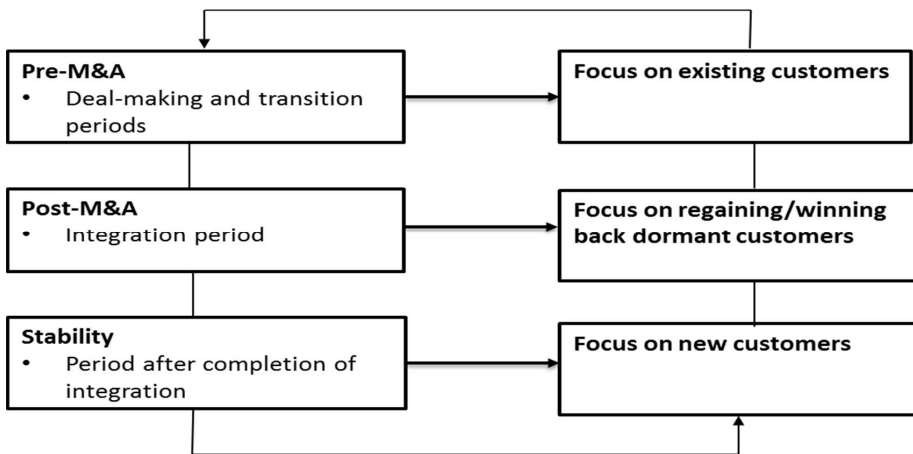 Pre-M&A
• Deal-making and transition
periods
Focus on existing customers
Post-M&A
• Integration period
Focus on regaining/winning
back dormant customers
Stability
• Period after completion of
integration
Focus on new customers